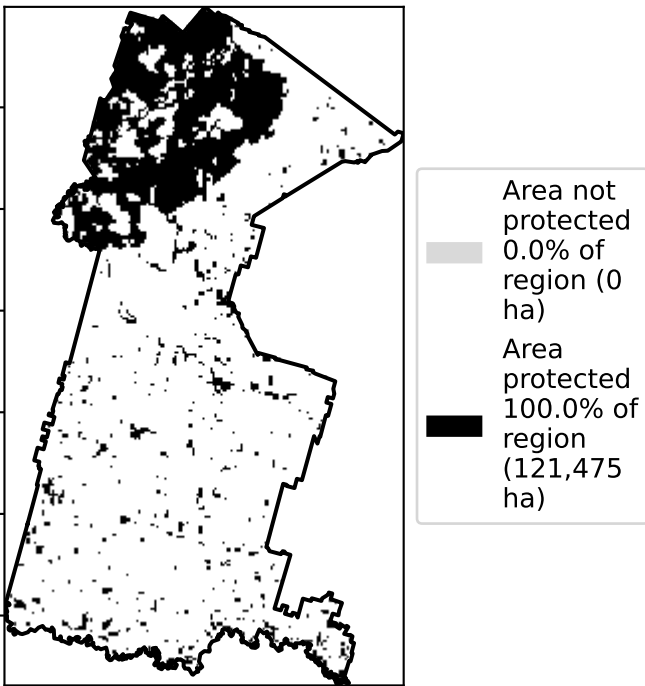 Area not
protected
0.0% of
region (0
ha)
Area
protected
100.0% of
region
(121,475
ha)